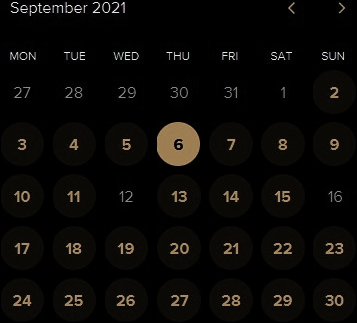 September 2021 < >
MON TUE WED THU FRI SAT SUN
27 28 29 30 31 1 2
3 4 5 6 7 8 9
10 11 12 13 14 15 16
17 18 19 20 21 22 23
24 25 26 27 28 29 30